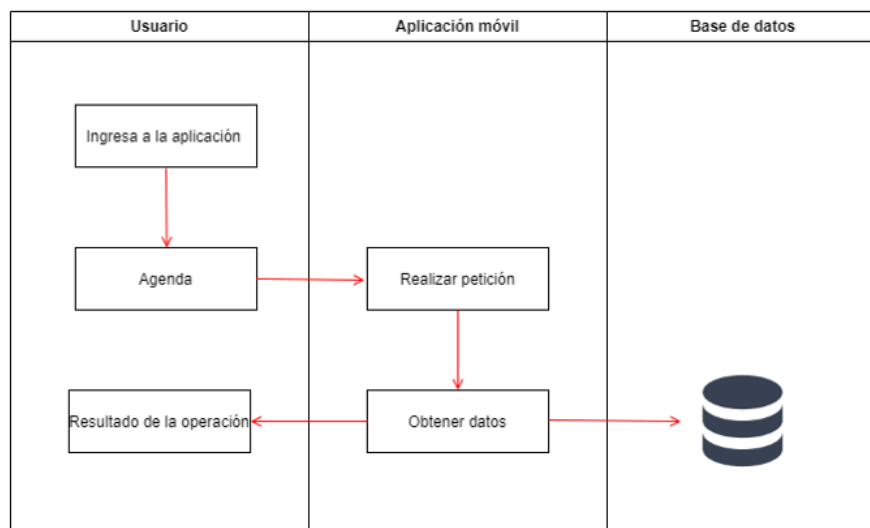 Usuario
Aplicación móvil
Base de datos
Ingresa a la aplicación
Agenda
Realizar petición
Resultado de la operación
Obtener datos